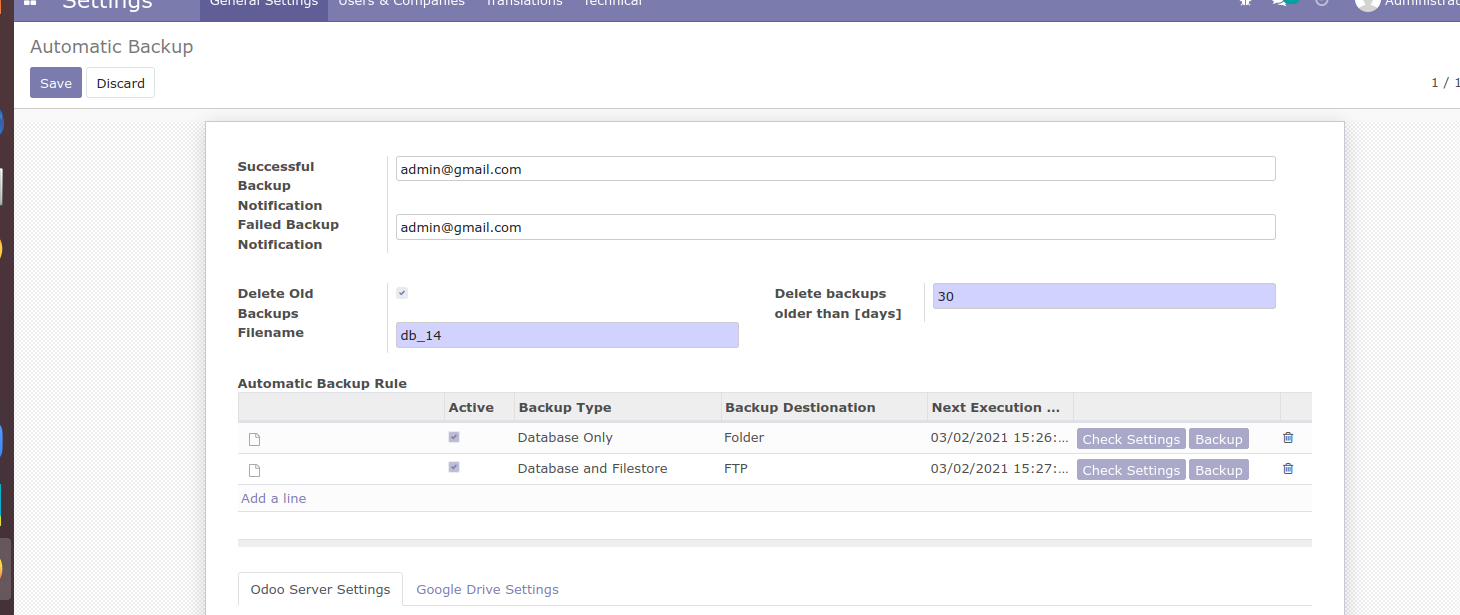 Settings General Settings Users & Companies Translations Technical
Automatic Backup
Save Discard
1 / 1
Successful
Backup
Notification
admin@gmail.com
Failed Backup
Notification
admin@gmail.com
Delete Old
Backups
Delete backups
older than [days]
30
Filename
db_14
Automatic Backup Rule
Active Backup Type Backup Destionation Next Execution ...
Database Only Folder 03/02/2021 15:26:... Check Settings Backup
Database and Filestore FTP 03/02/2021 15:27:... Check Settings Backup
Add a line
Odoo Server Settings Google Drive Settings